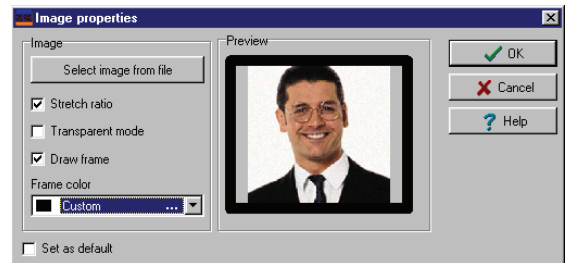 Image properties
Image
Select image from file
Stretch ratio
Transparent mode
Draw frame
Frame color
Custom ...
Set as default
Preview
OK
Cancel
Help